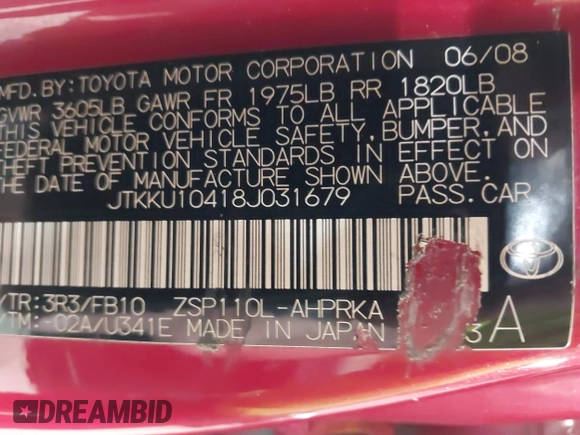 MFD.BY: TOYOTA MOTOR CORPORATION 06/08
GVWR 3605LB GAWR FR 1975LB RR 1820LB
THIS VEHICLE CONFORMS TO ALL APPLICABLE
FEDERAL MOTOR VEHICLE SAFETY, BUMPER, AND
THEFT PREVENTION STANDARDS IN EFFECT ON
THE DATE OF MANUFACTURE SHOWN ABOVE.
JTKKU10418J031679 PASS.CAR
/TR:3R3/FB10 ZSP110L-AHPRKA
/TM:-02A/U341E MADE IN JAPAN 3A
DREAMBID